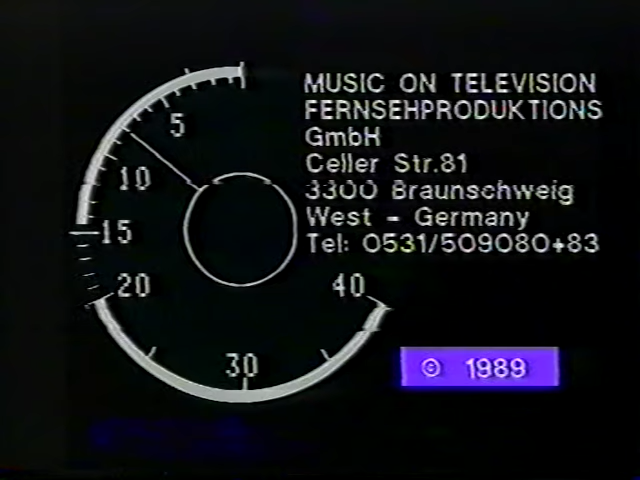 MUSIC ON TELEVISION
FERNSEHPRODUKTIONS
GmbH
Celler Str.81
3300 Braunschweig
West - Germany
Tel: 0531/509080+83
5
10
15
20
30
40
© 1989